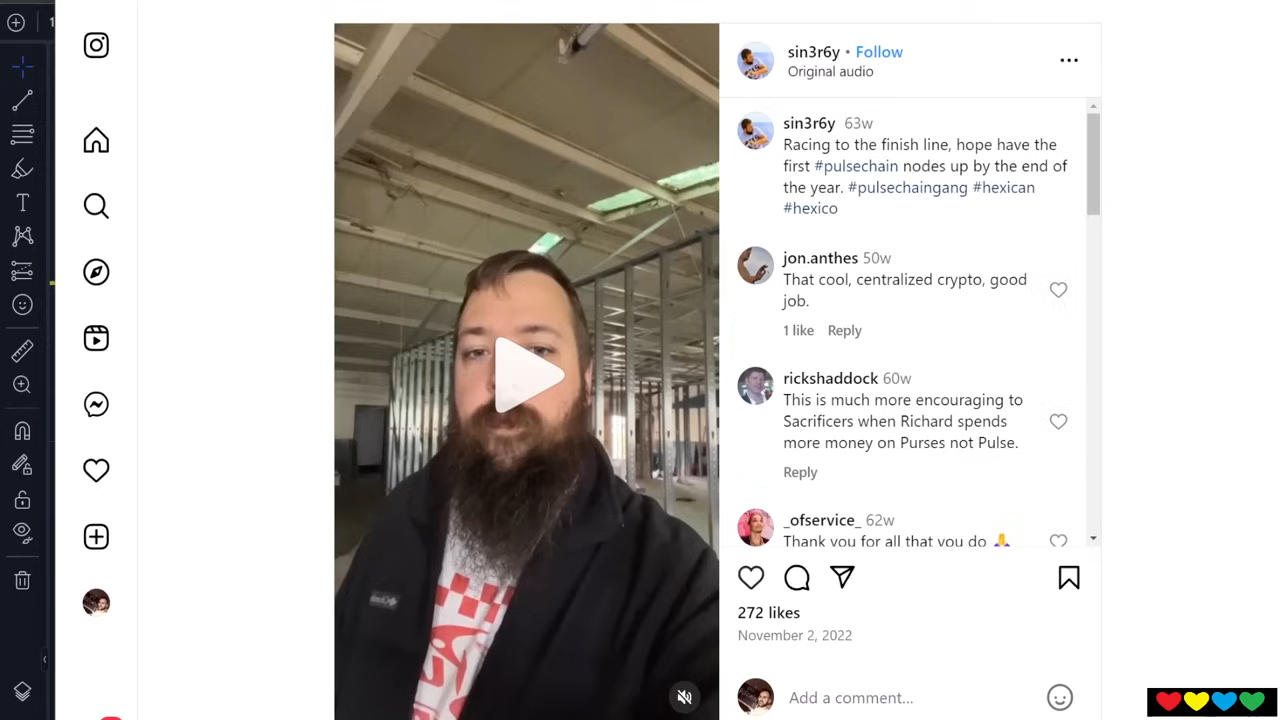 sin3r6y • Follow
Original audio
sin3r6y 63w
Racing to the finish line, hope have the
first #pulsechain nodes up by the end of
the year. #pulsechaingang #hexican
#hexico
jon.anthes 50w
That cool, centralized crypto, good
job.
1 like Reply
rickshaddock 60w
This is much more encouraging to
Sacrificers when Richard spends
more money on Purses not Pulse.
Reply
_ofservice_ 62w
Thank you for all that you do 🙏
272 likes
November 2, 2022
Add a comment...